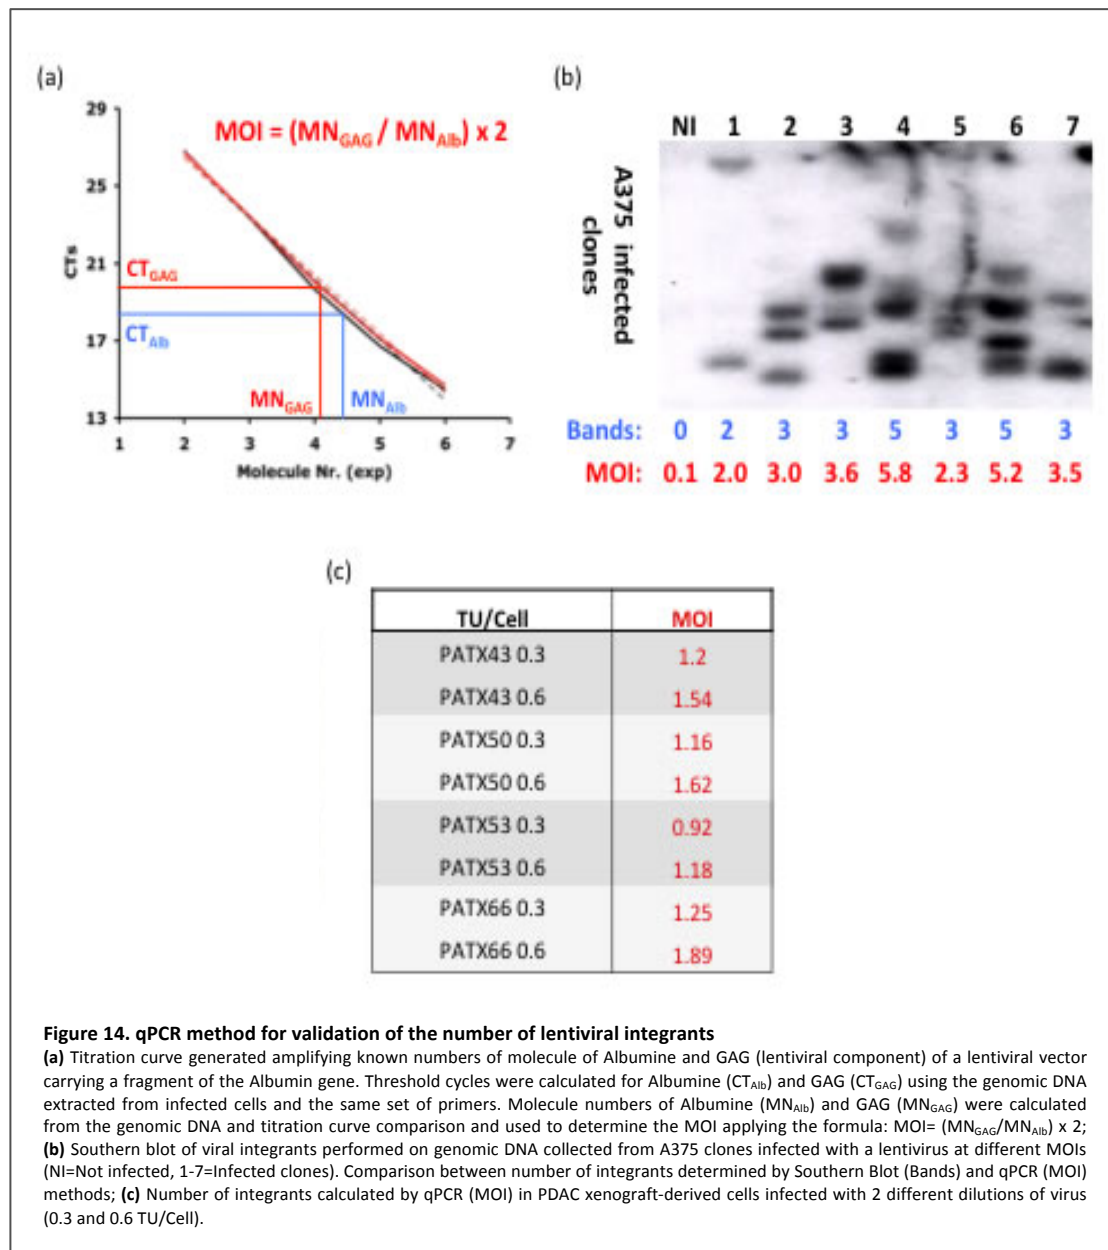 (a)
29
25
21
17
13
CTs
MOI = (MN_GAG / MN_Alb) x 2
CT_GAG
CT_Alb
MN_GAG MN_Alb
1 2 3 4 5 6 7
Molecule Nr. (exp)
(b)
NI 1 2 3 4 5 6 7
A375 infected
clones
Bands: 0 2 3 3 5 3 5 3
MOI: 0.1 2.0 3.0 3.6 5.8 2.3 5.2 3.5
(c)
TU/Cell MOI
PATX43 0.3 1.2
PATX43 0.6 1.54
PATX50 0.3 1.16
PATX50 0.6 1.62
PATX53 0.3 0.92
PATX53 0.6 1.18
PATX66 0.3 1.25
PATX66 0.6 1.89
Figure 14. qPCR method for validation of the number of lentiviral integrants
(a) Titration curve generated amplifying known numbers of molecule of Albumine and GAG (lentiviral component) of a lentiviral vector
carrying a fragment of the Albumin gene. Threshold cycles were calculated for Albumine (CT_Alb) and GAG (CT_GAG) using the genomic DNA
extracted from infected cells and the same set of primers. Molecule numbers of Albumine (MN_Alb) and GAG (MN_GAG) were calculated
from the genomic DNA and titration curve comparison and used to determine the MOI applying the formula: MOI= (MN_GAG/MN_Alb) x 2;
(b) Southern blot of viral integrants performed on genomic DNA collected from A375 clones infected with a lentivirus at different MOIs
(NI=Not infected, 1-7=Infected clones). Comparison between number of integrants determined by Southern Blot (Bands) and qPCR (MOI)
methods; (c) Number of integrants calculated by qPCR (MOI) in PDAC xenograft-derived cells infected with 2 different dilutions of virus
(0.3 and 0.6 TU/Cell).